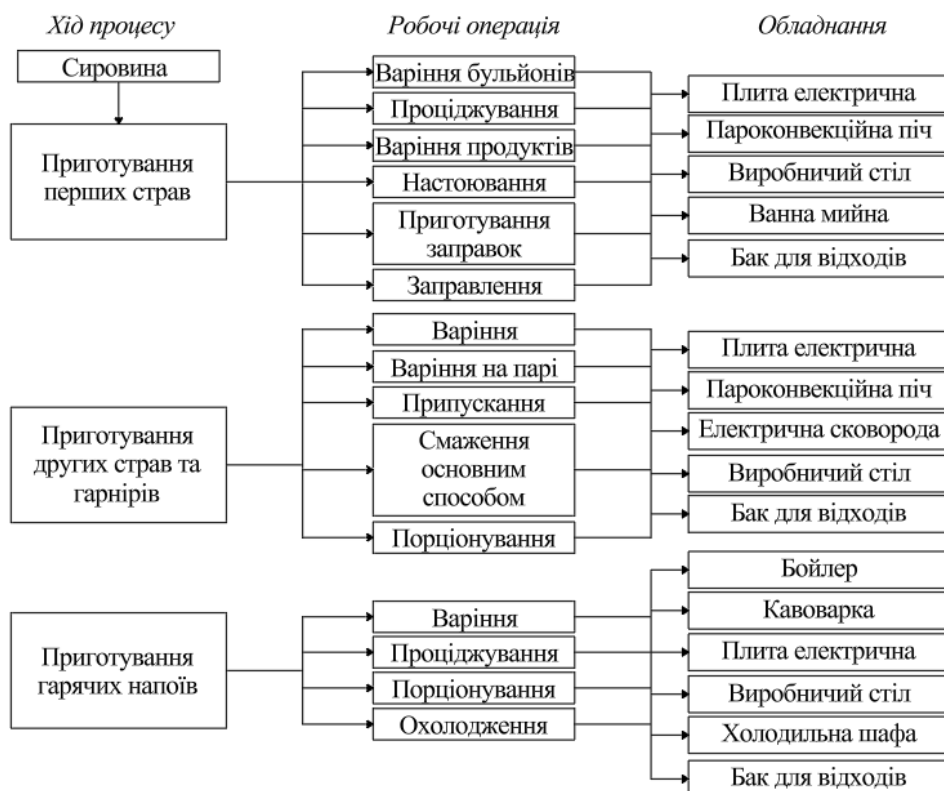 Хід процесу
Робочі операція
Обладнання
Сировина
Приготування
перших страв
Варіння бульйонів
Проціджування
Варіння продуктів
Настоювання
Приготування
заправок
Заправлення
Плита електрична
Пароконвекційна піч
Виробничий стіл
Ванна мийна
Бак для відходів
Приготування
других страв та
гарнірів
Варіння
Варіння на парі
Припускання
Смаження
основним
способом
Порціонування
Плита електрична
Пароконвекційна піч
Електрична сковорода
Виробничий стіл
Бак для відходів
Приготування
гарячих напоїв
Варіння
Проціджування
Порціонування
Охолодження
Бойлер
Кавоварка
Плита електрична
Виробничий стіл
Холодильна шафа
Бак для відходів